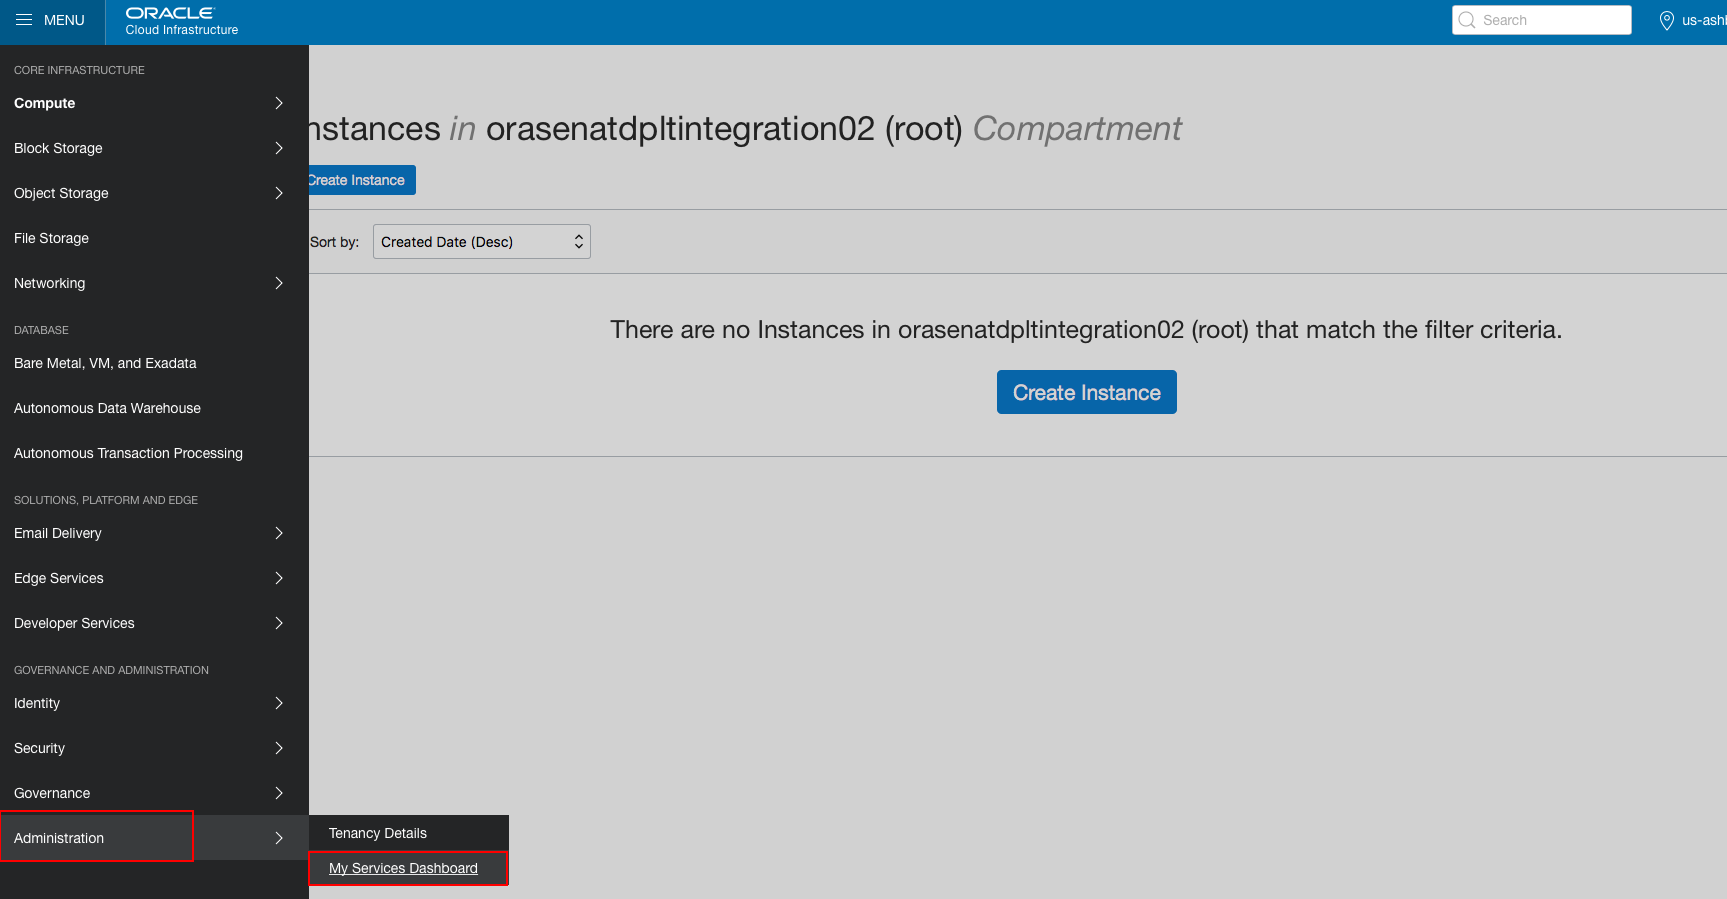 MENU
ORACLE
Cloud Infrastructure
Search
us-ash
CORE INFRASTRUCTURE
Compute
Block Storage
Object Storage
File Storage
Networking
DATABASE
Bare Metal, VM, and Exadata
Autonomous Data Warehouse
Autonomous Transaction Processing
SOLUTIONS, PLATFORM AND EDGE
Email Delivery
Edge Services
Developer Services
GOVERNANCE AND ADMINISTRATION
Identity
Security
Governance
Administration
Tenancy Details
My Services Dashboard
nstances in orasenatdpltintegration02 (root) Compartment
Create Instance
Sort by:
Created Date (Desc)
There are no Instances in orasenatdpltintegration02 (root) that match the filter criteria.
Create Instance